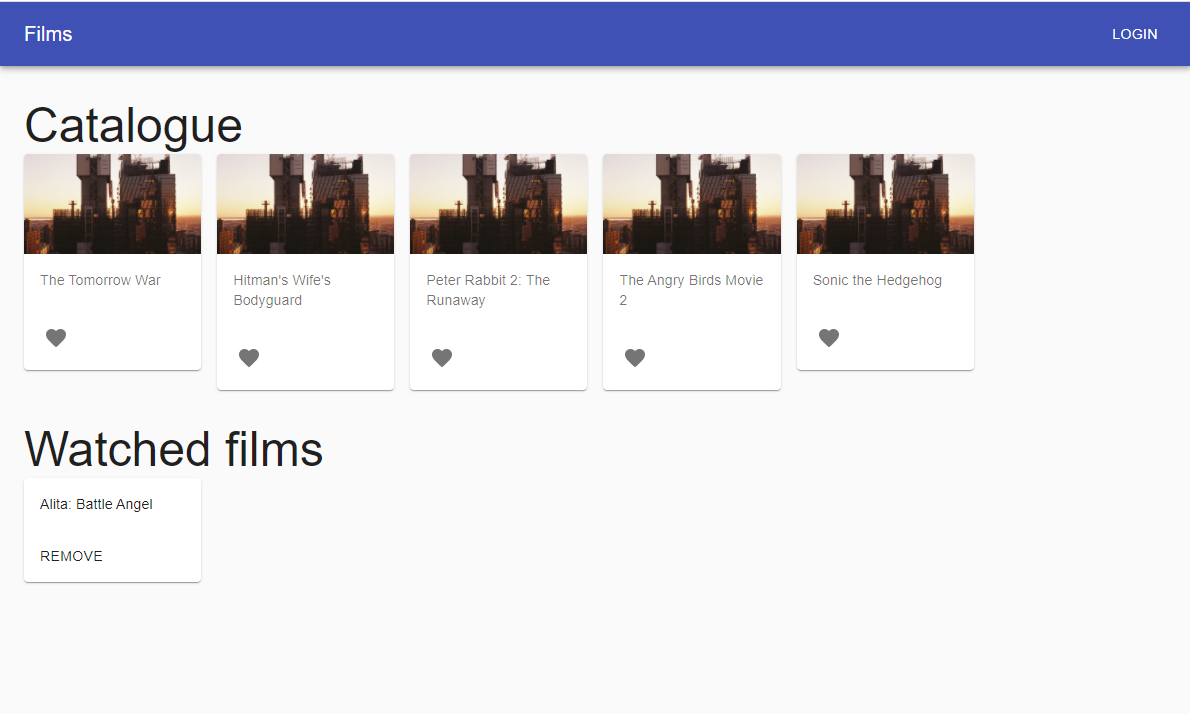 Films
LOGIN
Catalogue
The Tomorrow War
Hitman's Wife's
Bodyguard
Peter Rabbit 2: The
Runaway
The Angry Birds Movie
2
Sonic the Hedgehog
Watched films
Alita: Battle Angel
REMOVE